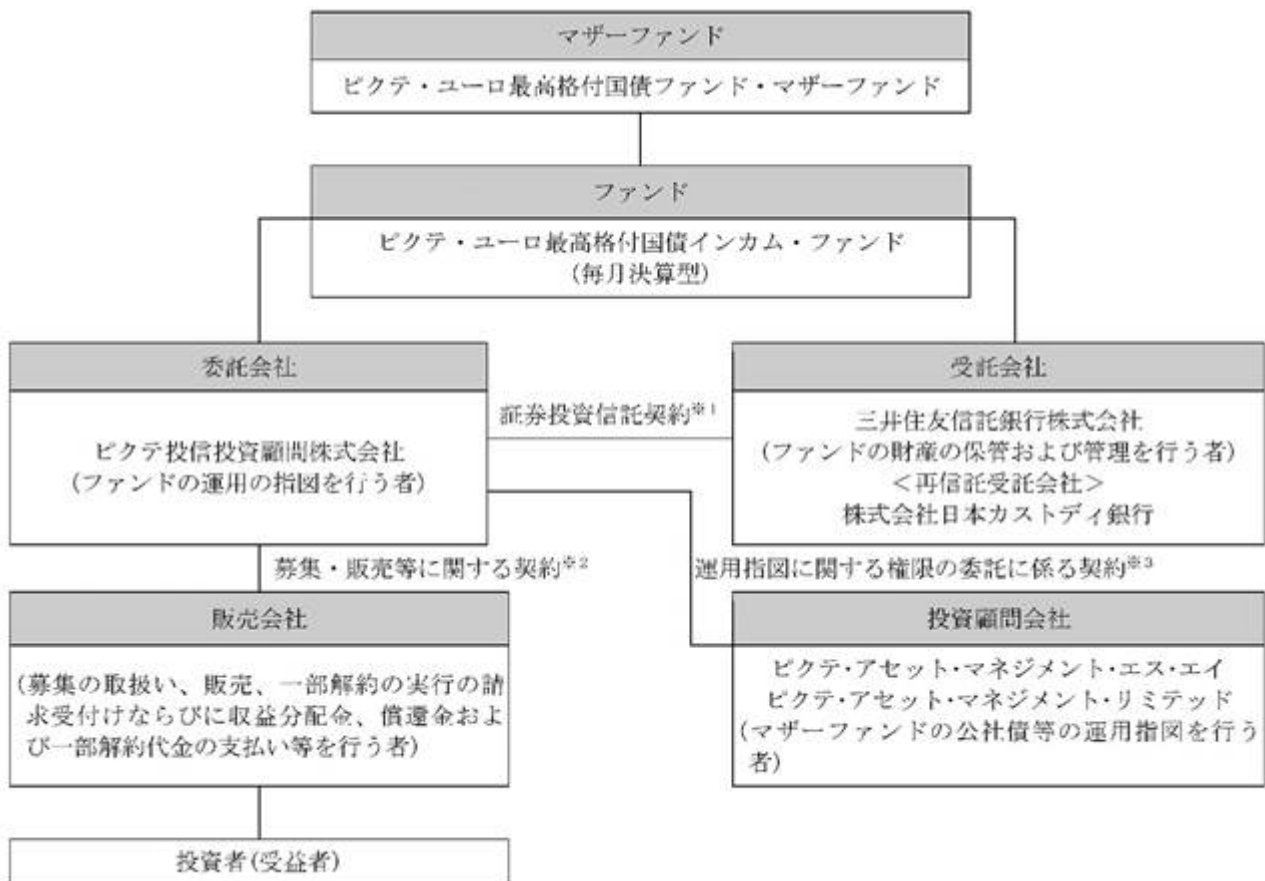 マザーファンド
ピクテ・ユーロ最高格付国債ファンド・マザーファンド
ファンド
ピクテ・ユーロ最高格付国債インカム・ファンド
(毎月決算型)
委託会社
ピクテ投信投資顧問株式会社
(ファンドの運用の指図を行う者)
証券投資信託契約※1
受託会社
三井住友信託銀行株式会社
(ファンドの財産の保管および管理を行う者)
<再信託受託会社>
株式会社日本カストディ銀行
募集・販売等に関する契約※2
運用指図に関する権限の委託に係る契約※3
販売会社
(募集の取扱い、販売、一部解約の実行の請
求受付けならびに収益分配金、償還金およ
び一部解約代金の支払い等を行う者)
投資顧問会社
ピクテ・アセット・マネジメント・エス・エイ
ピクテ・アセット・マネジメント・リミテッド
(マザーファンドの公社債等の運用指図を行う
者)
投資者(受益者)